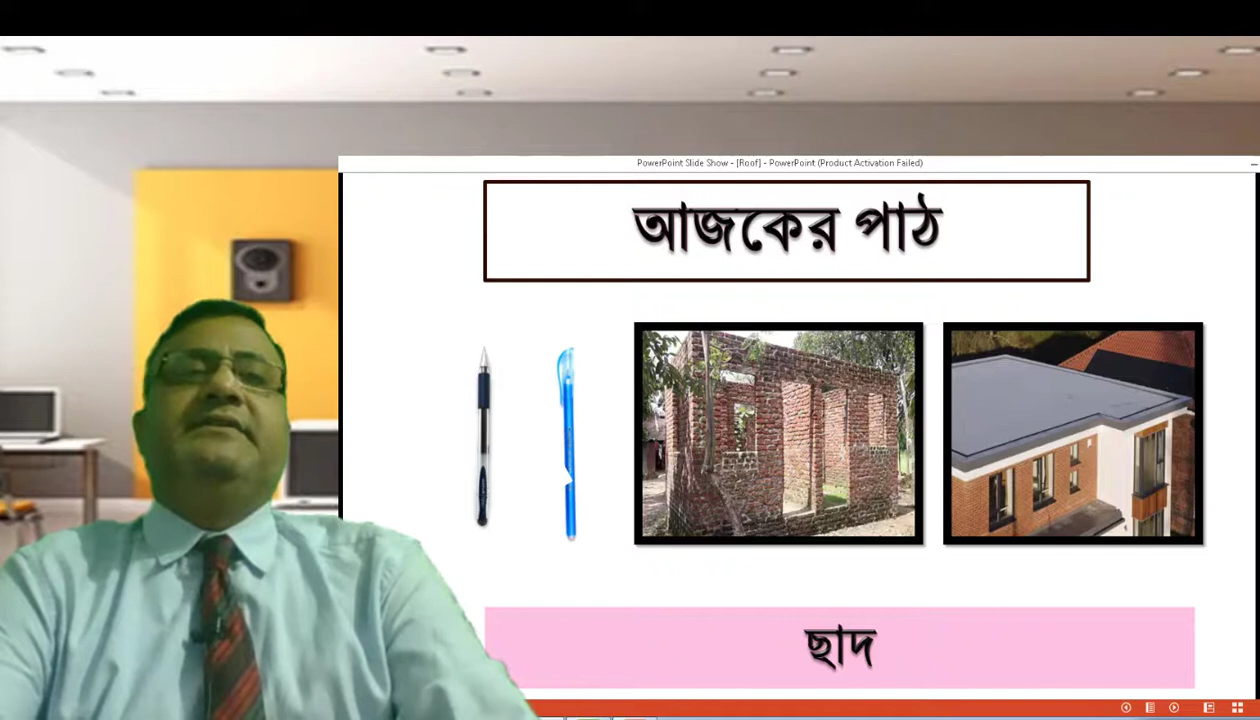 PowerPoint Slide Show - [Roof] - PowerPoint (Product Activation Failed)
আজকের পাঠ
ছাদ